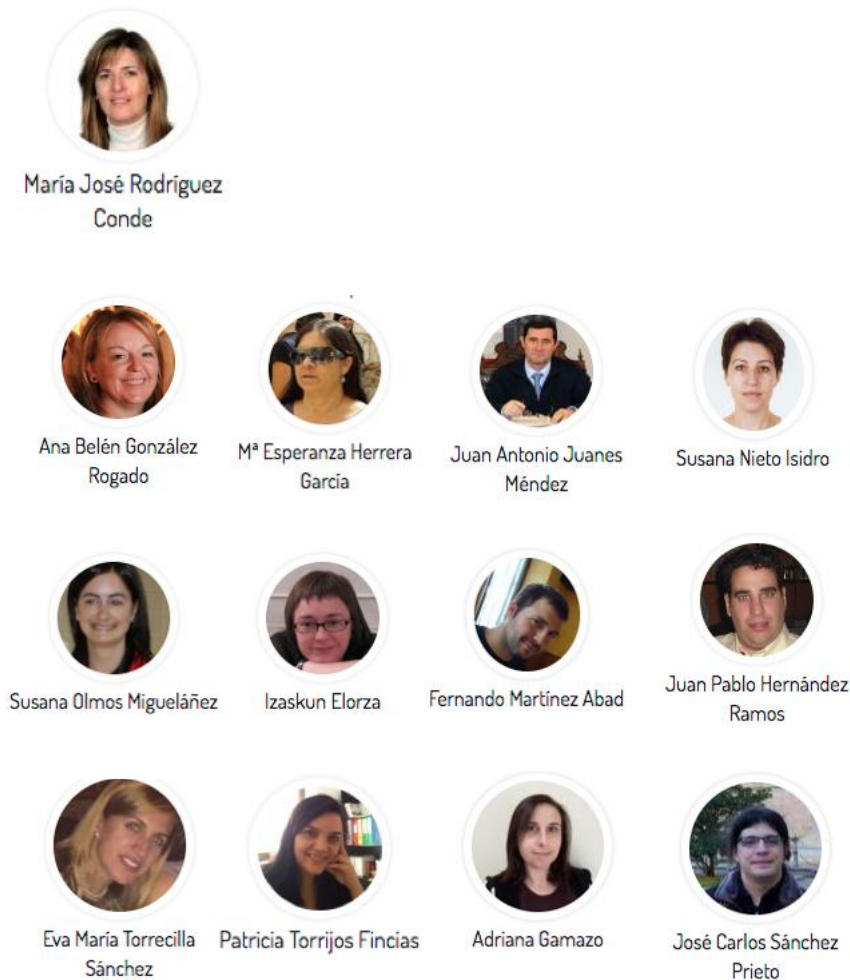 María José Rodríguez
Conde
Ana Belén González
Rogado
Mª Esperanza Herrera
García
Juan Antonio Juanes
Méndez
Susana Nieto Isidro
Susana Olmos Migueláñez
Izaskun Elorza
Fernando Martínez Abad
Juan Pablo Hernández
Ramos
Eva María Torrecilla
Sánchez
Patricia Torrijos Fincias
Adriana Gamazo
José Carlos Sánchez
Prieto